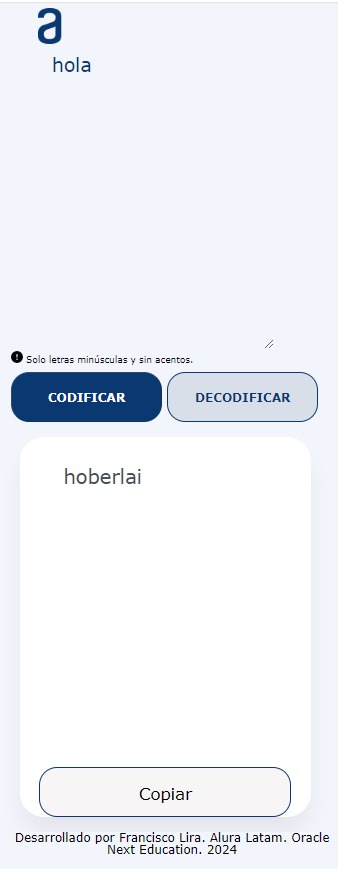 a
hola
! Solo letras minúsculas y sin acentos.
CODIFICAR DECODIFICAR
hoberlai
Copiar
Desarrollado por Francisco Lira. Alura Latam. Oracle
Next Education. 2024